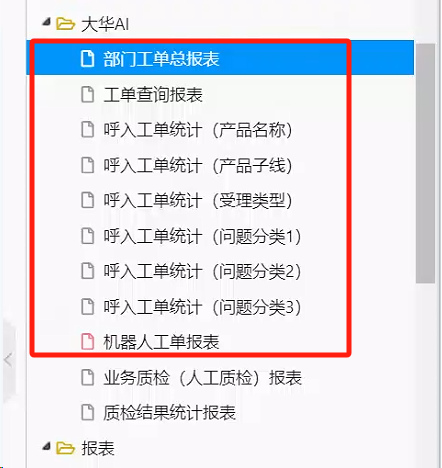 大华AI
部门工单总报表
工单查询报表
呼入工单统计（产品名称）
呼入工单统计（产品子线）
呼入工单统计（受理类型）
呼入工单统计（问题分类1）
呼入工单统计（问题分类2）
呼入工单统计（问题分类3）
机器人工单报表
业务质检（人工质检）报表
质检结果统计报表
报表